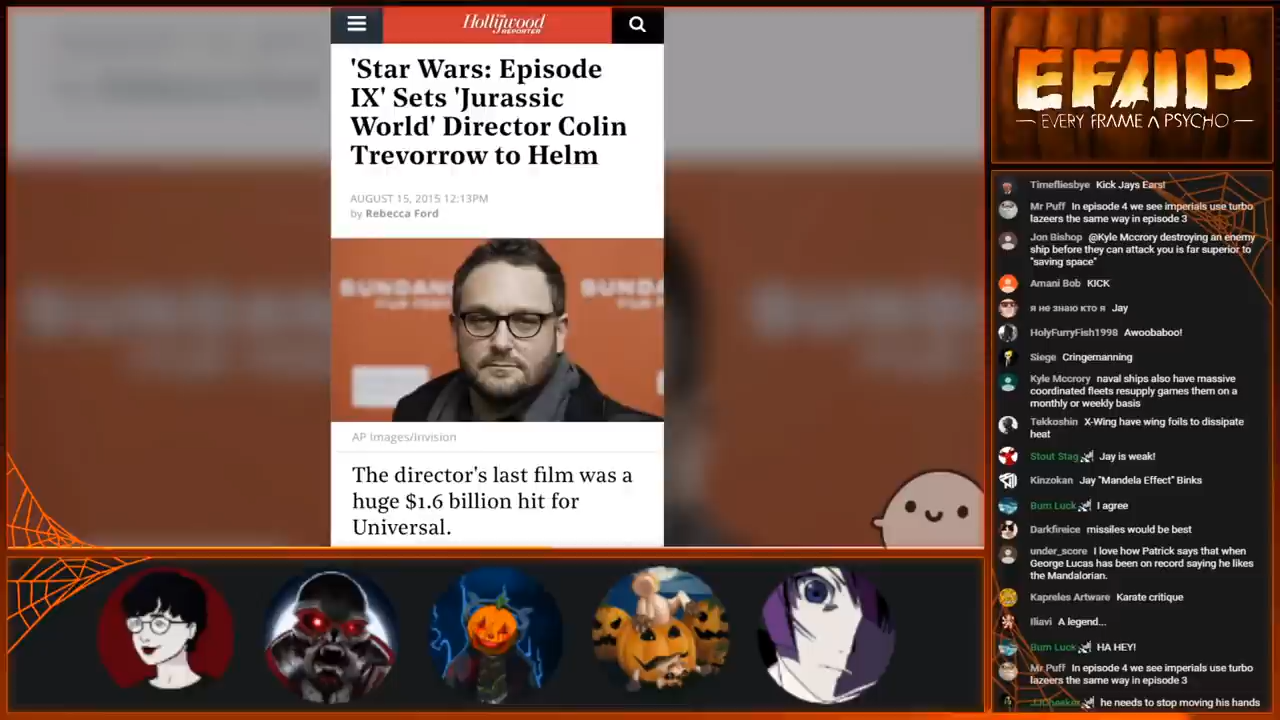 THE
Hollywood
REPORTER
'Star Wars: Episode
IX' Sets 'Jurassic
World' Director Colin
Trevorrow to Helm
AUGUST 15, 2015 12:13PM
by Rebecca Ford
SUNDANC
FILM FEST
SUNDA
FILM F
AP Images/Invision
The director's last film was a
huge $1.6 billion hit for
Universal.
EFAP
EVERY FRAME A PSYCHO
Timefliesbye Kick Jays Ears!
Mr Puff In episode 4 we see imperials use turbo
lazeers the same way in episode 3
Jon Bishop @Kyle Mccrory destroying an enemy
ship before they can attack you is far superior to
"saving space"
Amani Bob KICK
я не знаю кто я Jay
HolyFurryFish1998 Awoobaboo!
Siege Cringemanning
Kyle Mccrory naval ships also have massive
coordinated fleets resupply games them on a
monthly or weekly basis
Tekkoshin X-Wing have wing foils to dissipate
heat
Stout Stag Jay is weak!
Kinzokan Jay "Mandela Effect" Binks
Bum Luck I agree
Darkfireice missiles would be best
under_score I love how Patrick says that when
George Lucas has been on record saying he likes
the Mandalorian.
Kapreles Artware Karate critique
Iliavi A legend...
Bum Luck HA HEY!
Mr Puff In episode 4 we see imperials use turbo
lazeers the same way in episode 3
he needs to stop moving his hands